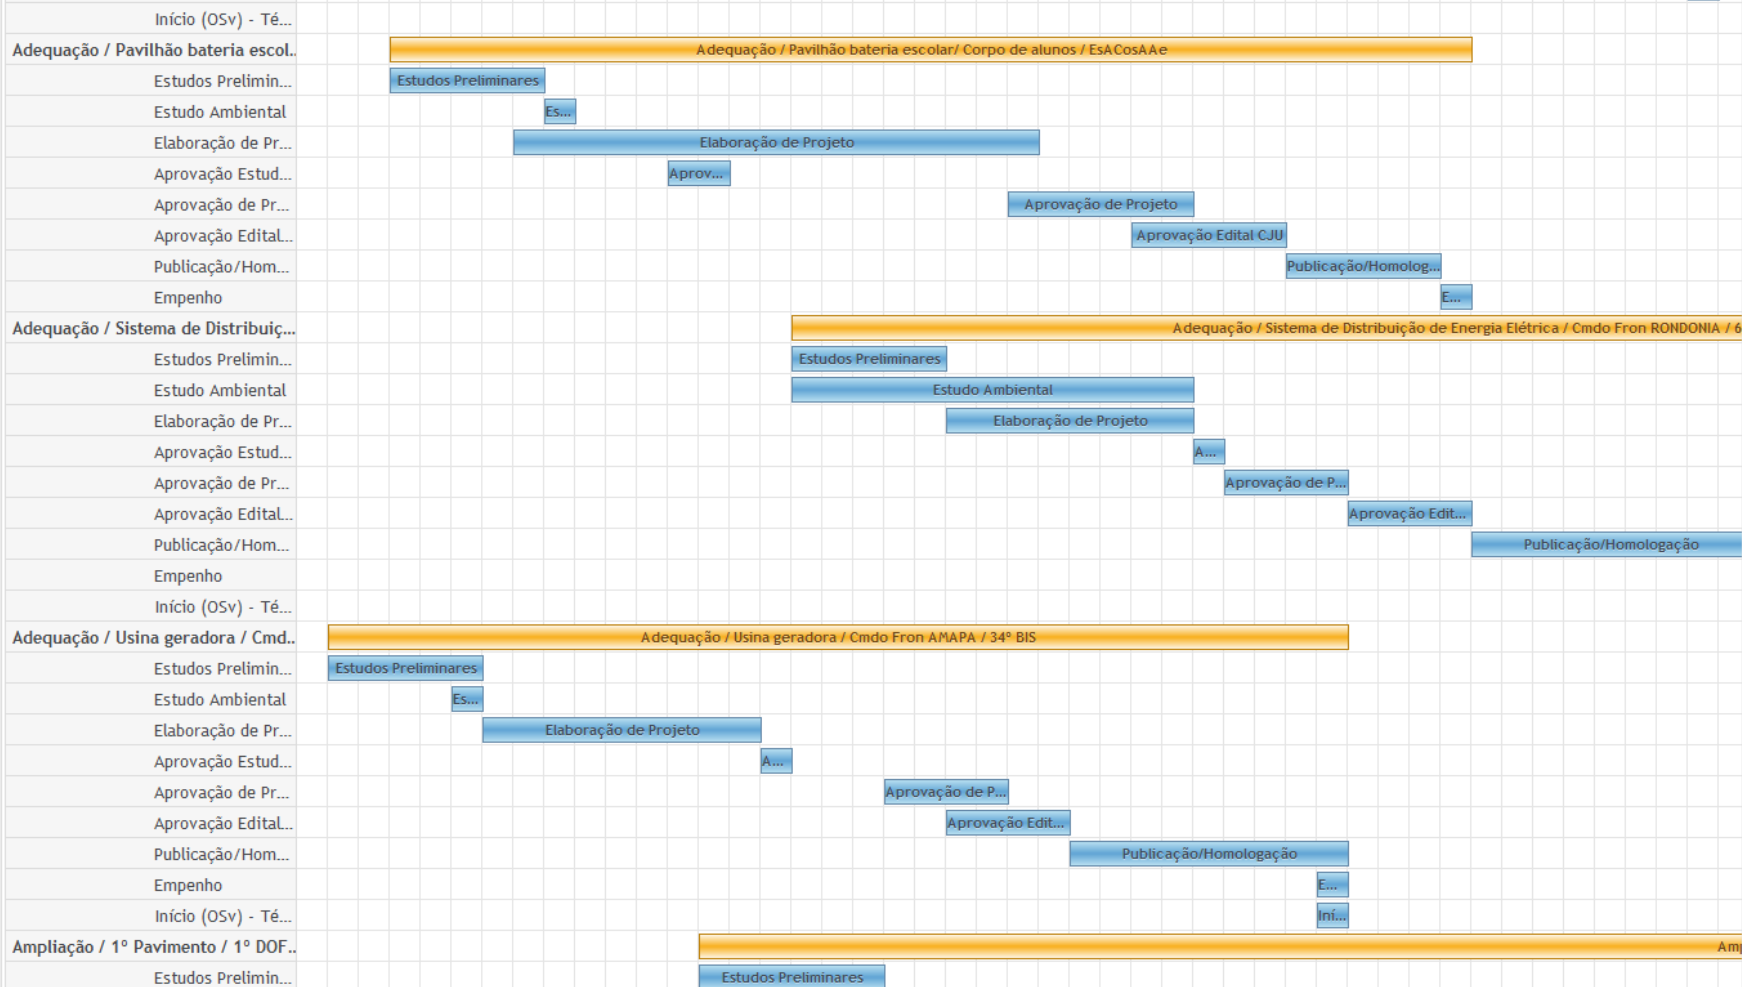 Início (OSv) - Té...
Adequação / Pavilhão bateria escol.. Adequação / Pavilhão bateria escolar/ Corpo de alunos / EsACosAAe
Estudos Prelimin... Estudos Preliminares
Estudo Ambiental Es...
Elaboração de Pr... Elaboração de Projeto
Aprovação Estud... Aprov...
Aprovação de Pr... Aprovação de Projeto
Aprovação Edital... Aprovação Edital CJU
Publicação/Hom... Publicação/Homolog...
Empenho E...
Adequação / Sistema de Distribuiç... Adequação / Sistema de Distribuição de Energia Elétrica / Cmdo Fron RONDONIA / 6
Estudos Prelimin... Estudos Preliminares
Estudo Ambiental Estudo Ambiental
Elaboração de Pr... Elaboração de Projeto
Aprovação Estud... A...
Aprovação de Pr... Aprovação de P...
Aprovação Edital... Aprovação Edit...
Publicação/Hom... Publicação/Homologação
Empenho
Início (OSv) - Té...
Adequação / Usina geradora / Cmd.. Adequação / Usina geradora / Cmdo Fron AMAPA / 34º BIS
Estudos Prelimin... Estudos Preliminares
Estudo Ambiental Es...
Elaboração de Pr... Elaboração de Projeto
Aprovação Estud... A...
Aprovação de Pr... Aprovação de P...
Aprovação Edital... Aprovação Edit...
Publicação/Hom... Publicação/Homologação
Empenho E...
Início (OSv) - Té... Iní...
Ampliação / 1º Pavimento / 1º DOF.. Amp
Estudos Prelimin... Estudos Preliminares